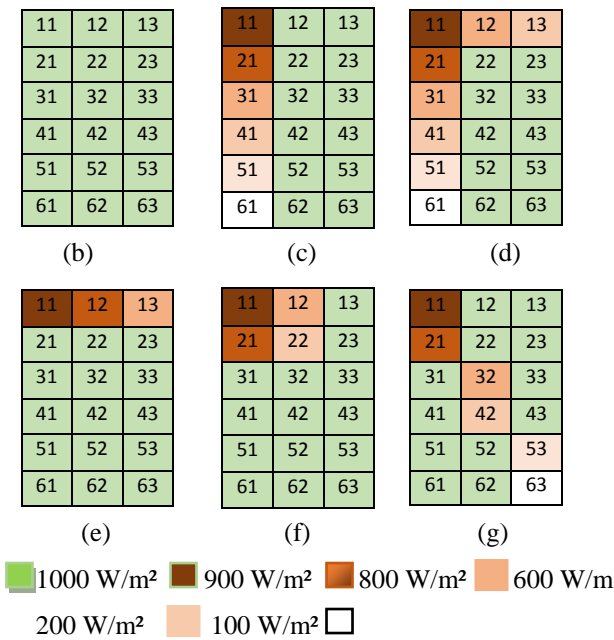 11 12 13 11 12 13 11 12 13
21 22 23 21 22 23 21 22 23
31 32 33 31 32 33 31 32 33
41 42 43 41 42 43 41 42 43
51 52 53 51 52 53 51 52 53
61 62 63 61 62 63 61 62 63
(b) (c) (d)
11 12 13 11 12 13 11 12 13
21 22 23 21 22 23 21 22 23
31 32 33 31 32 33 31 32 33
41 42 43 41 42 43 41 42 43
51 52 53 51 52 53 51 52 53
61 62 63 61 62 63 61 62 63
(e) (f) (g)
1000 W/m² 900 W/m² 800 W/m² 600 W/m
200 W/m² 100 W/m²